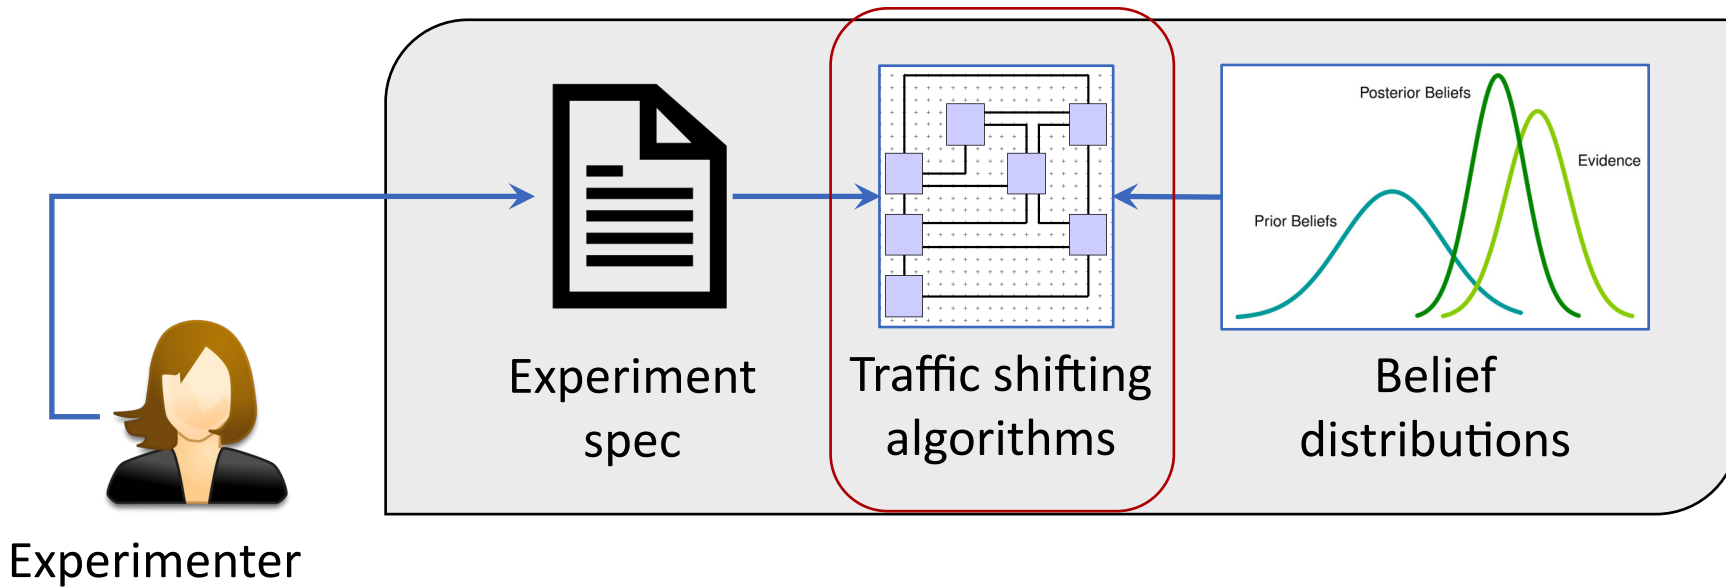 Posterior Beliefs
Evidence
Prior Beliefs
Experiment
spec
Traffic shifting
algorithms
Belief
distributions
Experimenter